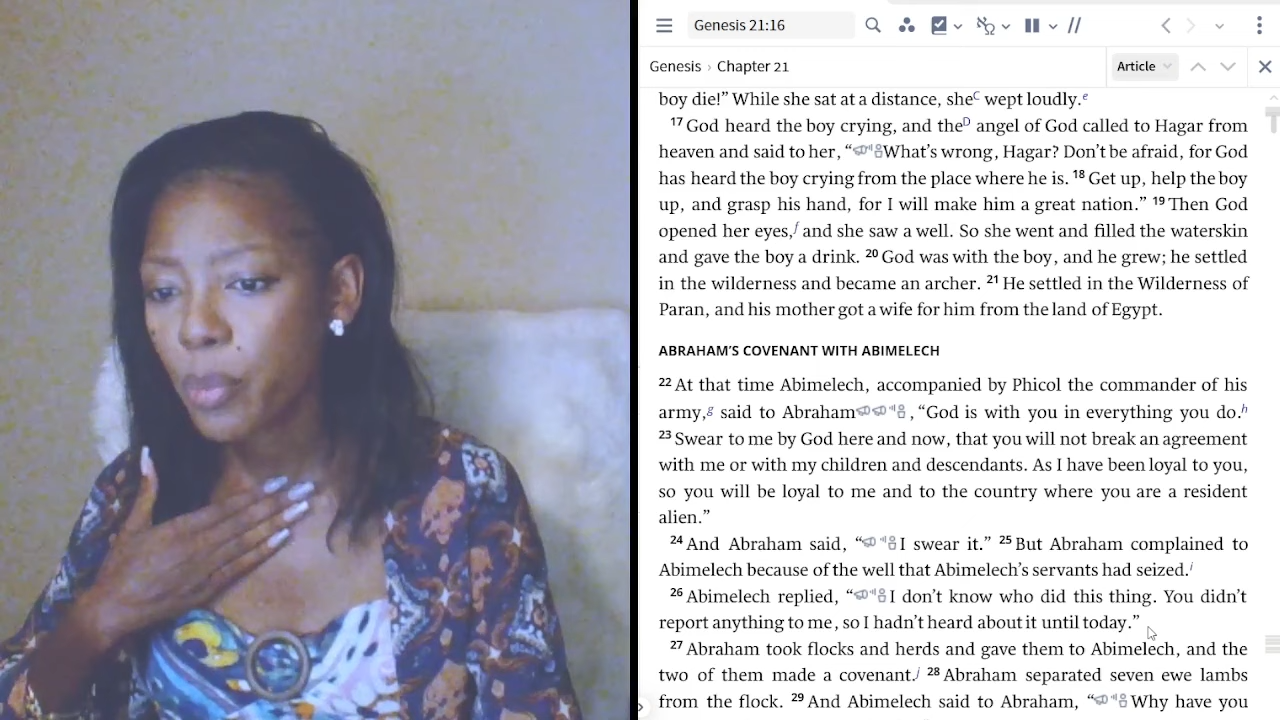 Genesis 21:16
Genesis › Chapter 21
Article
boy die!” While she sat at a distance, sheC wept loudly.e
17 God heard the boy crying, and theD angel of God called to Hagar from
heaven and said to her, “What’s wrong, Hagar? Don’t be afraid, for God
has heard the boy crying from the place where he is. 18 Get up, help the boy
up, and grasp his hand, for I will make him a great nation.” 19 Then God
opened her eyes,f and she saw a well. So she went and filled the waterskin
and gave the boy a drink. 20 God was with the boy, and he grew; he settled
in the wilderness and became an archer. 21 He settled in the Wilderness of
Paran, and his mother got a wife for him from the land of Egypt.
ABRAHAM’S COVENANT WITH ABIMELECH
22 At that time Abimelech, accompanied by Phicol the commander of his
army,g said to Abraham, “God is with you in everything you do.h
23 Swear to me by God here and now, that you will not break an agreement
with me or with my children and descendants. As I have been loyal to you,
so you will be loyal to me and to the country where you are a resident
alien.”
24 And Abraham said, “I swear it.” 25 But Abraham complained to
Abimelech because of the well that Abimelech’s servants had seized.i
26 Abimelech replied, “I don’t know who did this thing. You didn’t
report anything to me, so I hadn’t heard about it until today.”
27 Abraham took flocks and herds and gave them to Abimelech, and the
two of them made a covenant.j 28 Abraham separated seven ewe lambs
from the flock. 29 And Abimelech said to Abraham, “Why have you